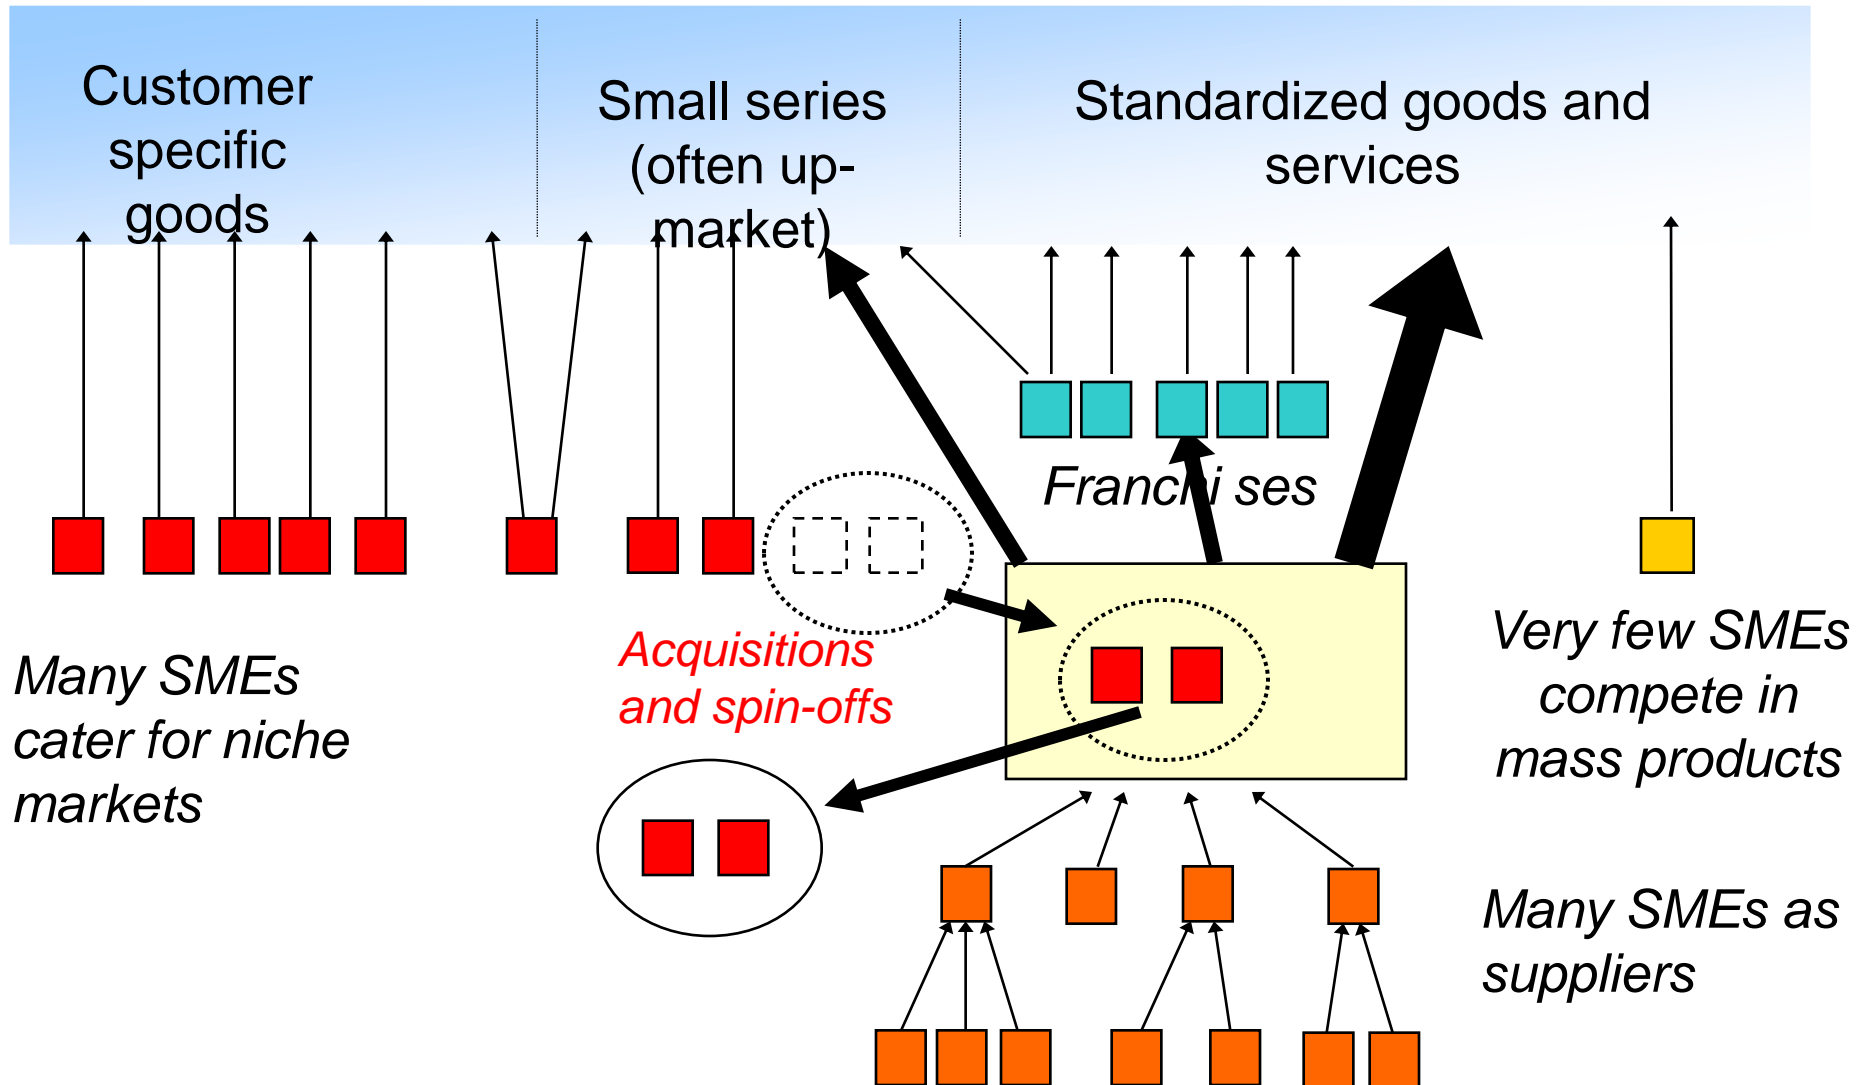 Customer
specific
goods
Small series
(often up-
market)
Standardized goods and
services
Franchi ses
Acquisitions
and spin-offs
Many SMEs
cater for niche
markets
Very few SMEs
compete in
mass products
Many SMEs as
suppliers